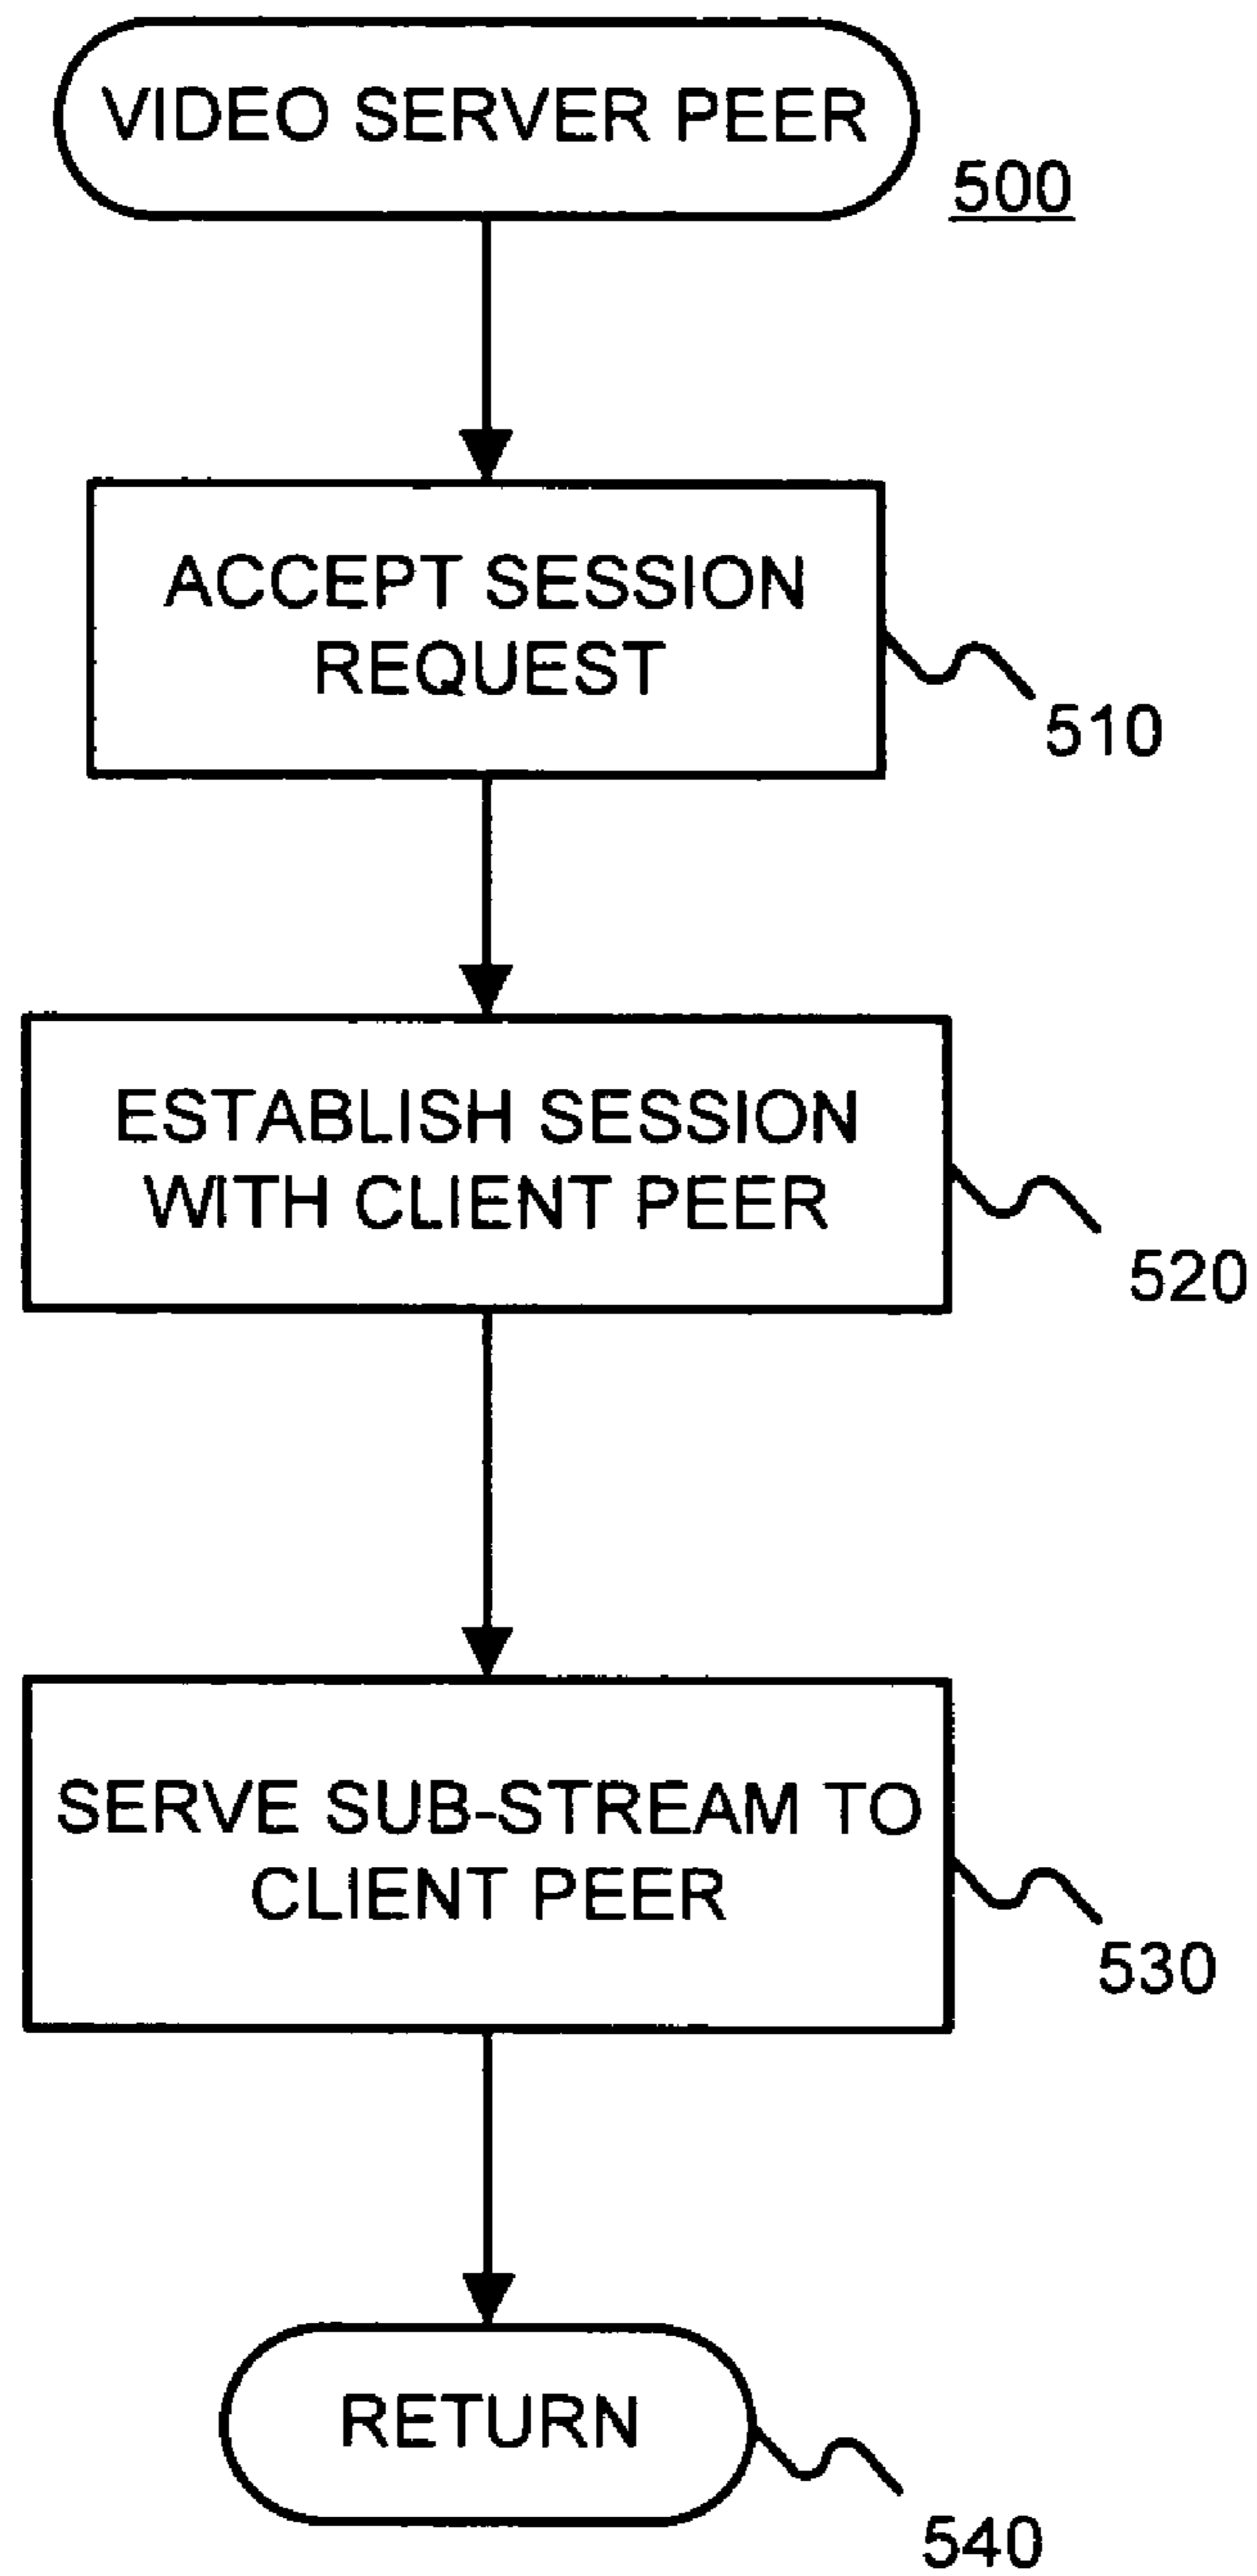 VIDEO SERVER PEER
500
ACCEPT SESSION
REQUEST
510
ESTABLISH SESSION
WITH CLIENT PEER
520
SERVE SUB-STREAM TO
CLIENT PEER
530
RETURN
540